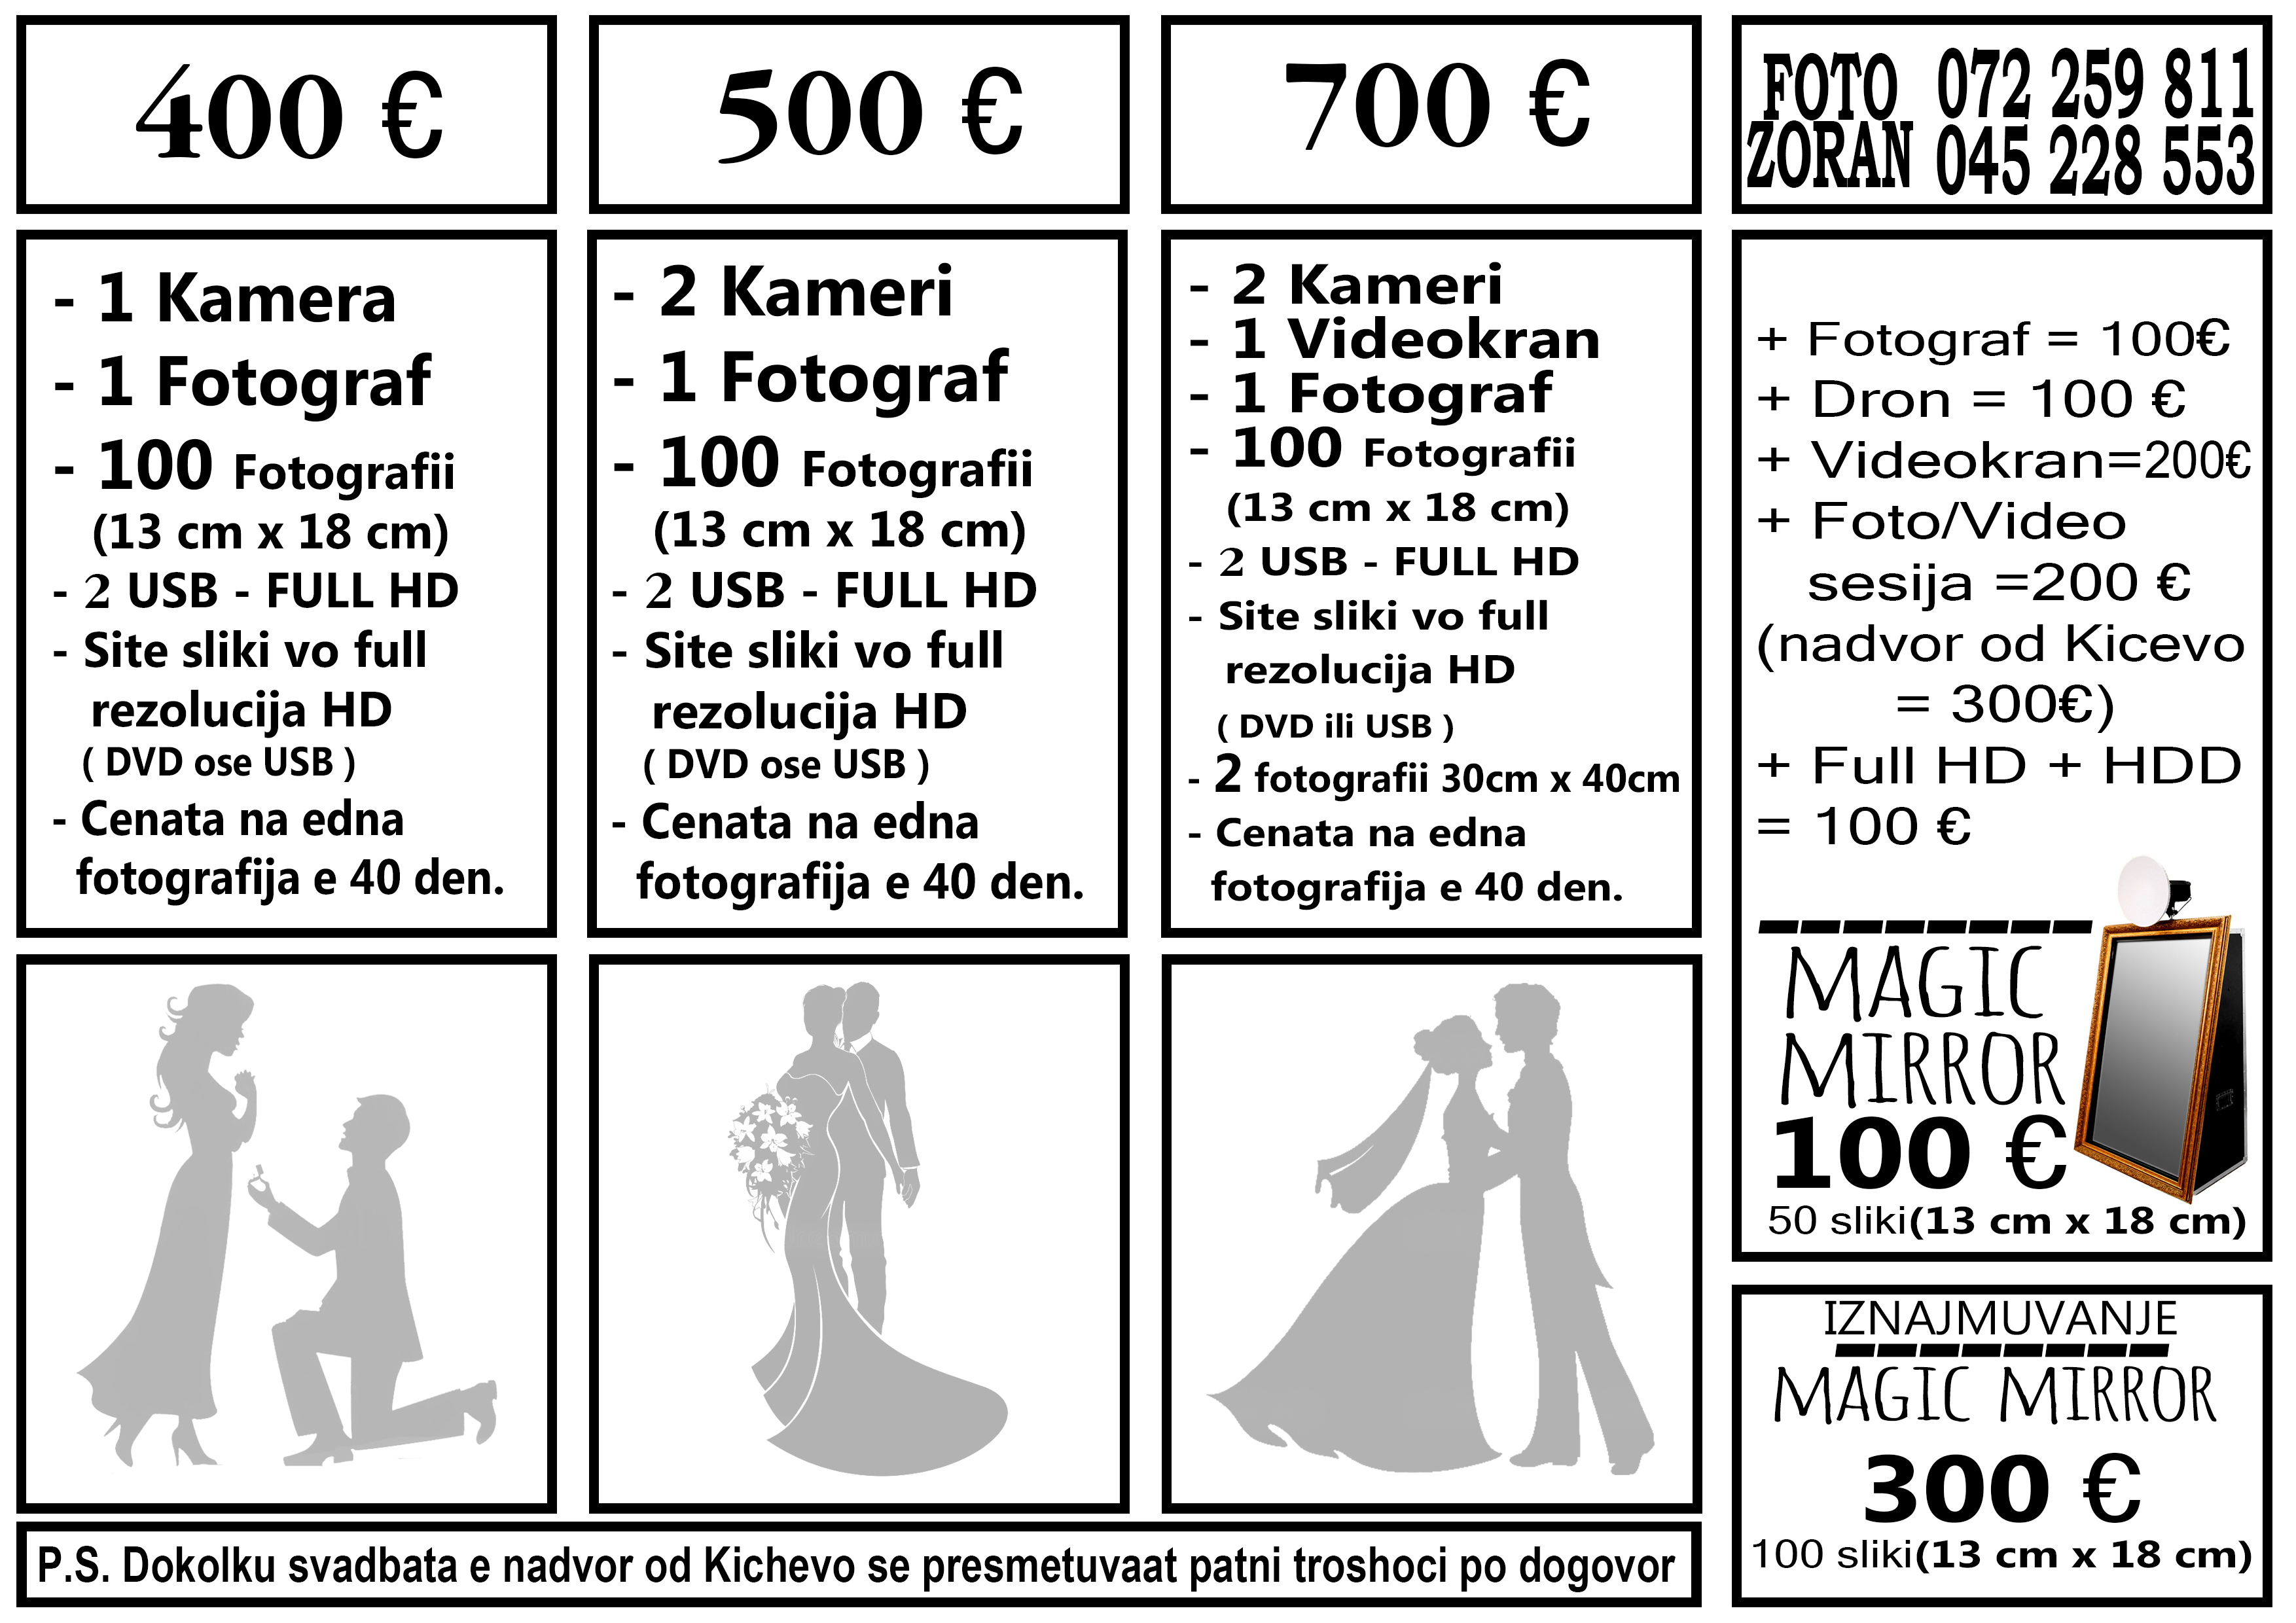 400 €
- 1 Kamera
- 1 Fotograf
- 100 Fotografii
(13 cm x 18 cm)
- 2 USB - FULL HD
- Site sliki vo full
rezolucija HD
( DVD ose USB )
- Cenata na edna
fotografija e 40 den.
500 €
- 2 Kameri
- 1 Fotograf
- 100 Fotografii
(13 cm x 18 cm)
- 2 USB - FULL HD
- Site sliki vo full
rezolucija HD
( DVD ose USB )
- Cenata na edna
fotografija e 40 den.
700 €
- 2 Kameri
- 1 Videokran
- 1 Fotograf
- 100 Fotografii
(13 cm x 18 cm)
- 2 USB - FULL HD
- Site sliki vo full
rezolucija HD
( DVD ili USB )
- 2 fotografii 30cm x 40cm
- Cenata na edna
fotografija e 40 den.
FOTO 072 259 811
ZORAN 045 228 553
+ Fotograf = 100€
+ Dron = 100 €
+ Videokran=200€
+ Foto/Video
sesija =200 €
(nadvor od Kicevo
= 300€)
+ Full HD + HDD
= 100 €
MAGIC
MIRROR
100 €
50 sliki(13 cm x 18 cm)
IZNAJMUVANJE
MAGIC MIRROR
300 €
100 sliki(13 cm x 18 cm)
P.S. Dokolku svadbata e nadvor od Kichevo se presmetuvaat patni troshoci po dogovor